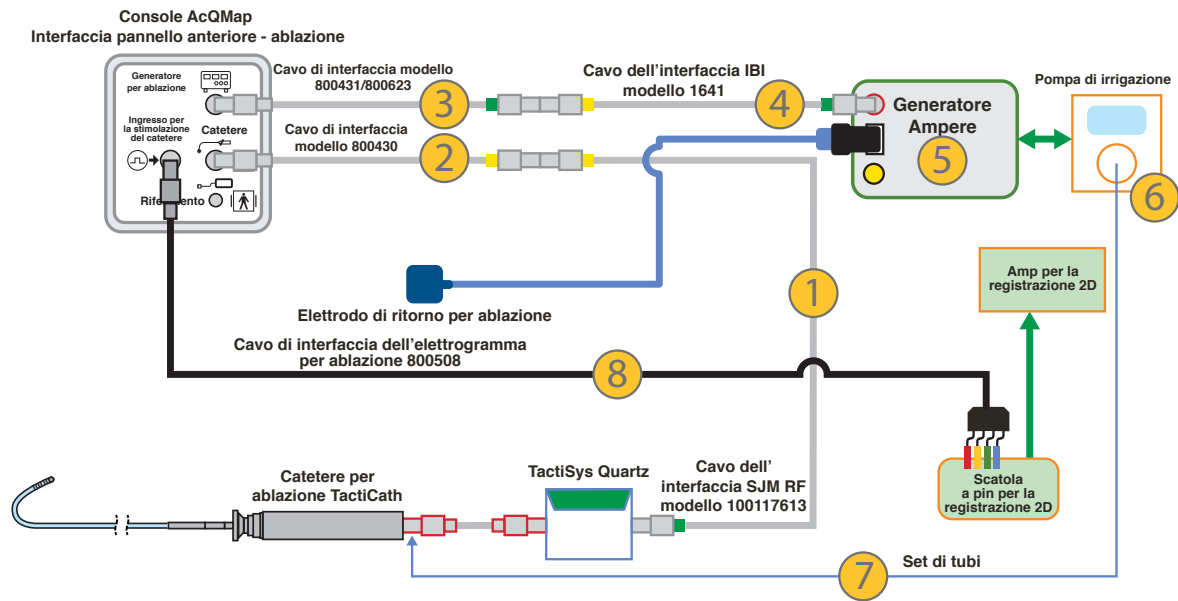 Console AcQMap
Interfaccia pannello anteriore - ablazione
Generatore
per ablazione
Ingresso per
la stimolazione
del catetere
Catetere
Riferimento
Cavo di interfaccia modello
800431/800623
3
Cavo di interfaccia
modello 800430
2
Cavo dell'interfaccia IBI
modello 1641
4
Generatore
Ampere
5
Pompa di irrigazione
6
Elettrodo di ritorno per ablazione
1
Amp per la
registrazione 2D
Cavo di interfaccia dell'elettrogramma
per ablazione 800508
8
Scatola
a pin per la
registrazione 2D
Catetere per
ablazione TactiCath
TactiSys Quartz
Cavo dell'
interfaccia SJM RF
modello 100117613
7
Set di tubi